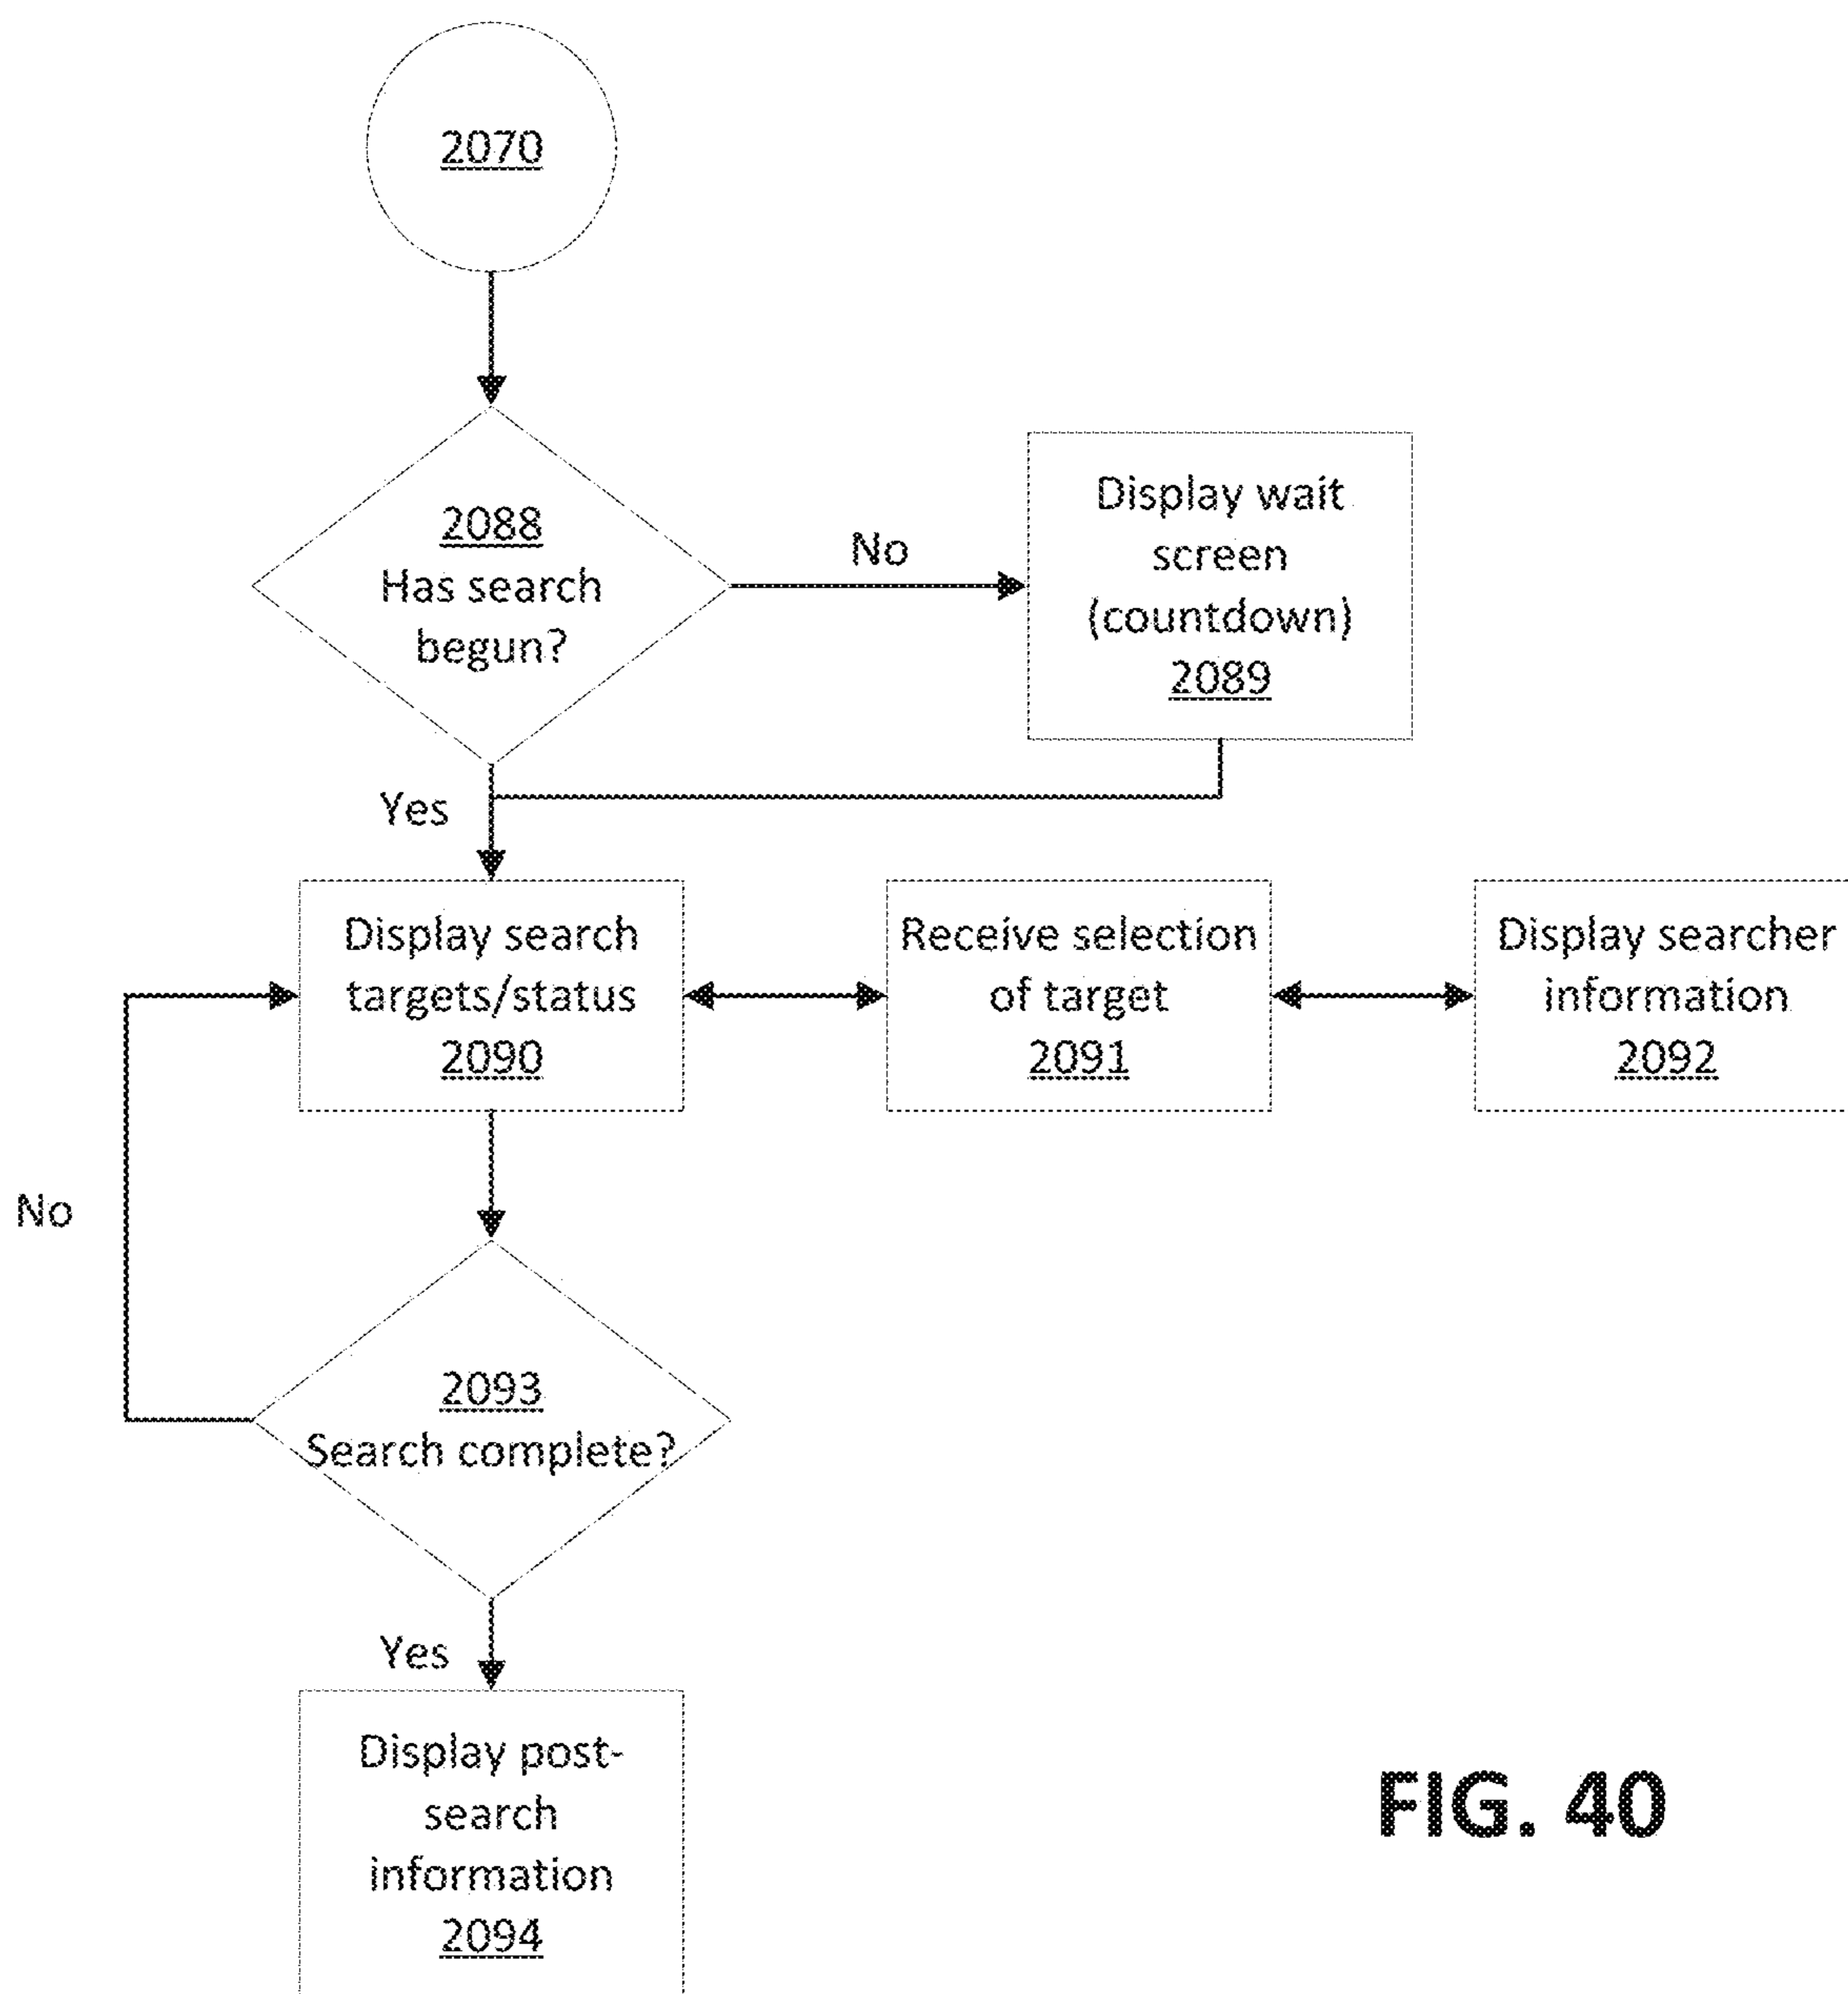 2070
2088
Has search
begun?
No
Display wait
screen
(countdown)
2089
Yes
Display search
targets/status
2090
Receive selection
of target
2091
Display searcher
information
2092
No
2093
Search complete?
Yes
Display post-
search
information
2094
FIG. 40